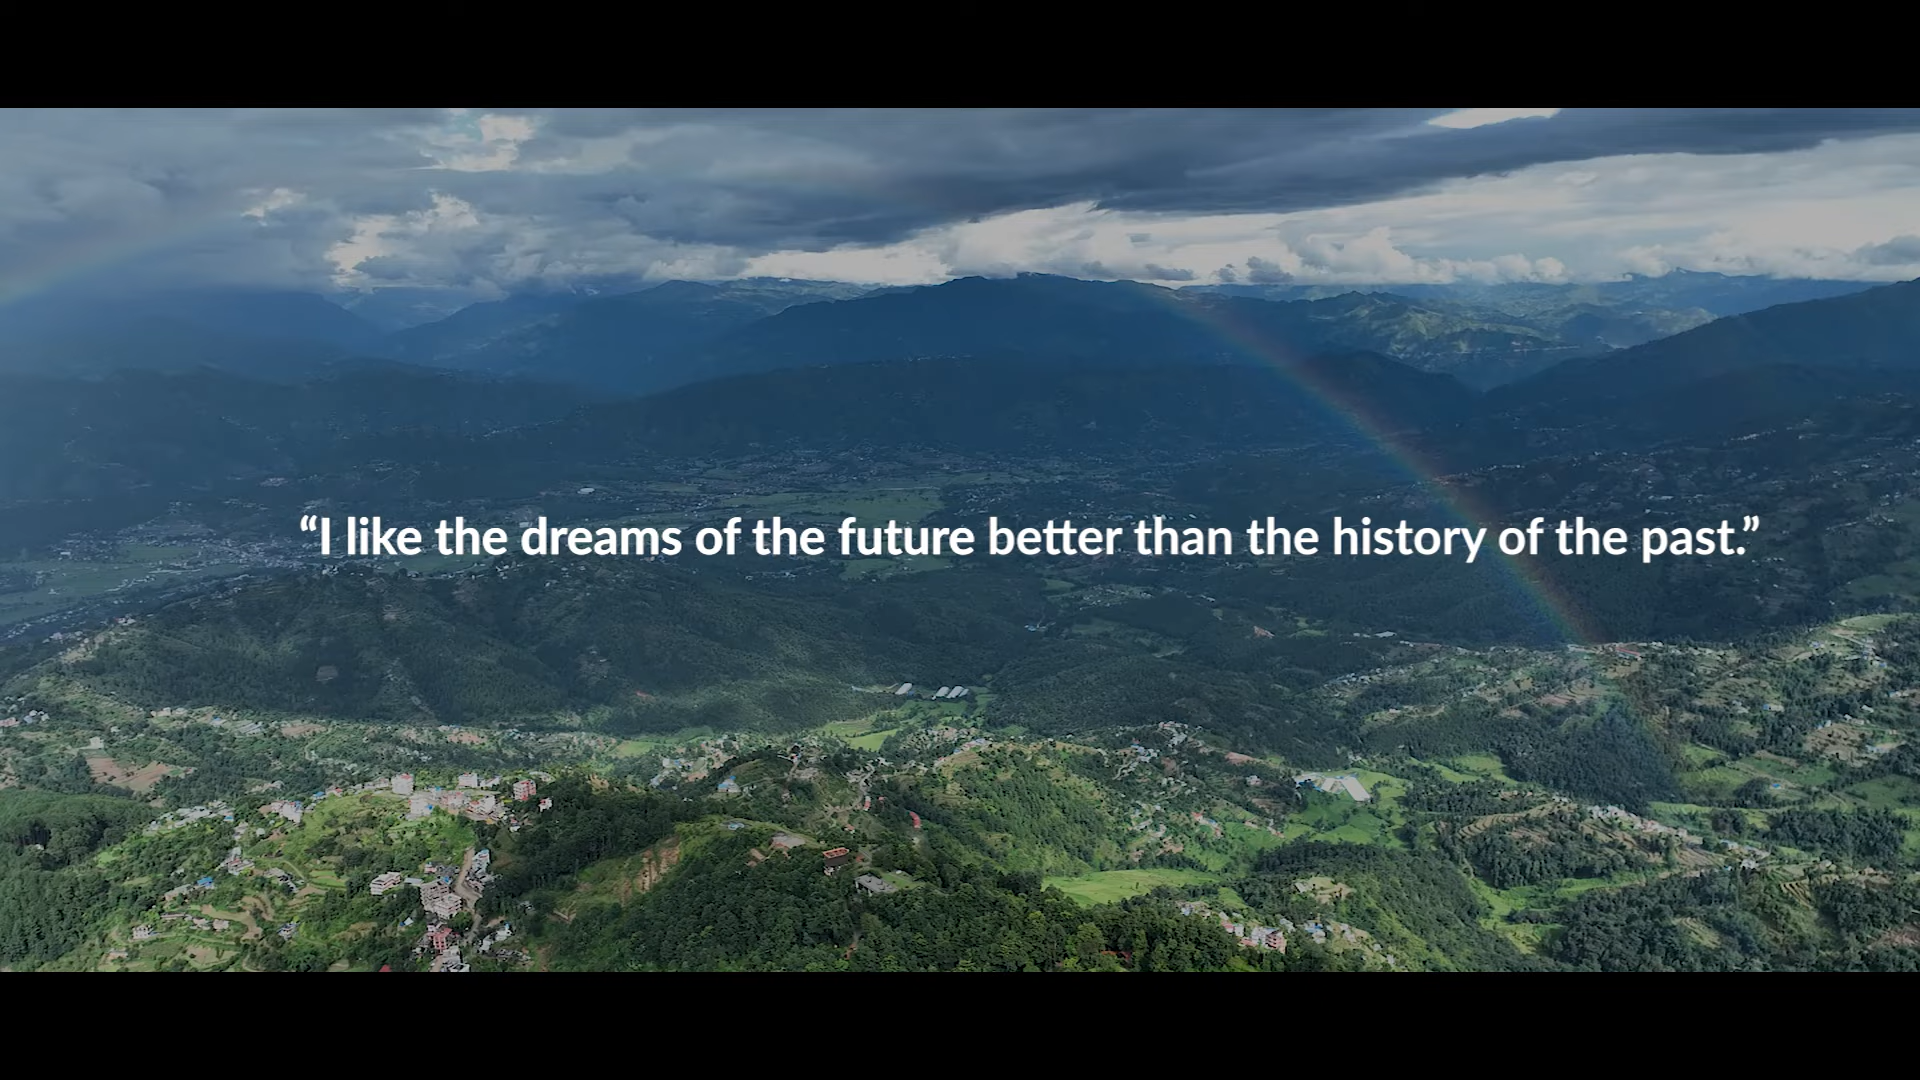 “I like the dreams of the future better than the history of the past.”